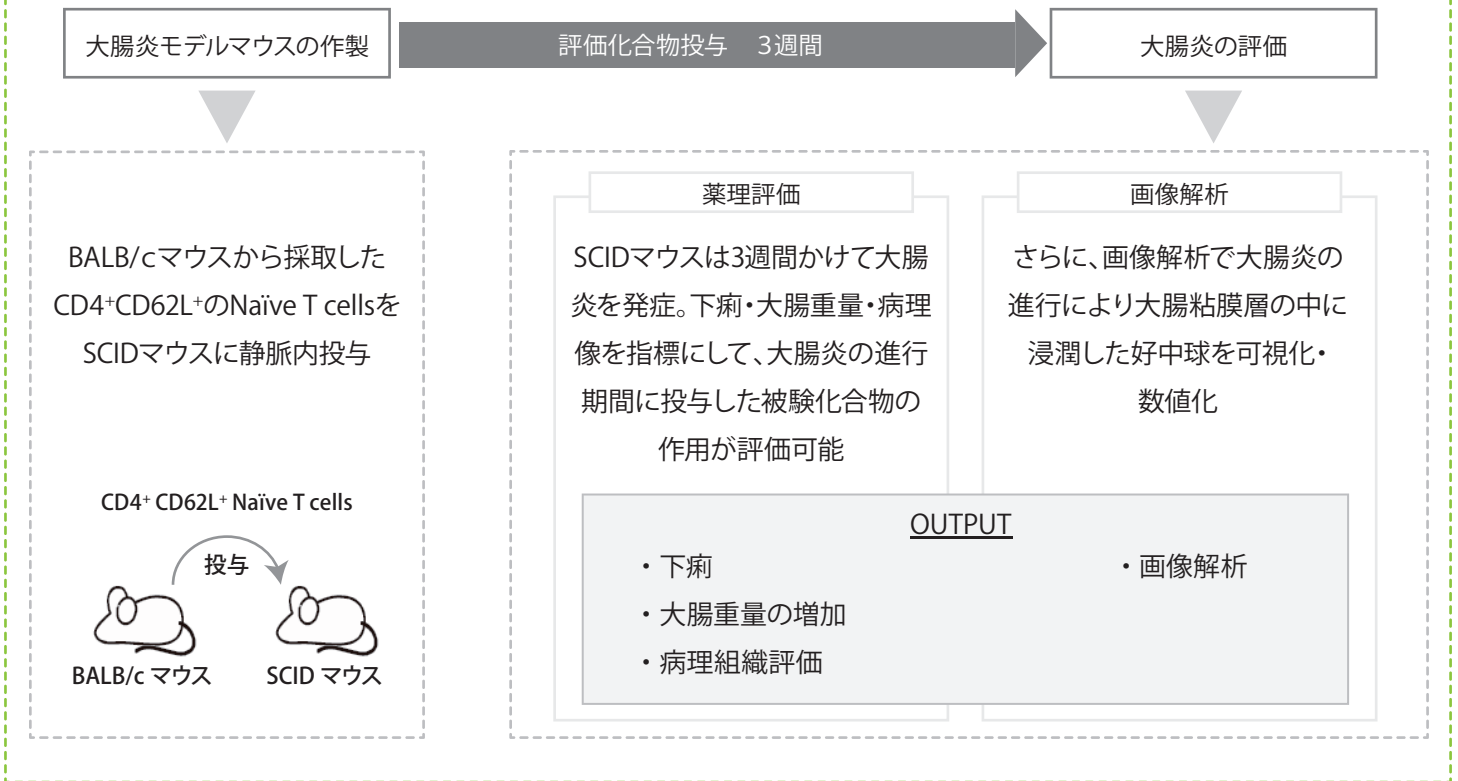 大腸炎モデルマウスの作製
評価化合物投与　3週間
大腸炎の評価
BALB/cマウスから採取した
CD4⁺CD62L⁺のNaïve T cellsを
SCIDマウスに静脈内投与
CD4⁺ CD62L⁺ Naïve T cells
投与
BALB/c マウス
SCID マウス
薬理評価
SCIDマウスは3週間かけて大腸
炎を発症。下痢・大腸重量・病理
像を指標にして、大腸炎の進行
期間に投与した被験化合物の
作用が評価可能
画像解析
さらに、画像解析で大腸炎の
進行により大腸粘膜層の中に
浸潤した好中球を可視化・
数値化
OUTPUT
・下痢
・大腸重量の増加
・病理組織評価
・画像解析